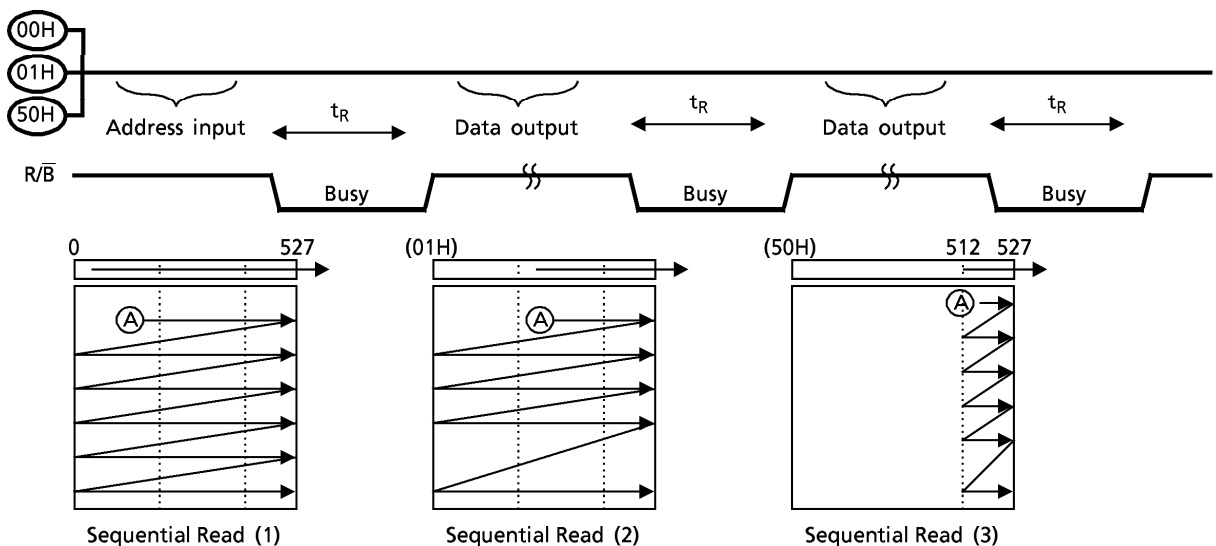 00H
01H
50H
Address input
tR
Data output
tR
Data output
tR
R/B̅
Busy
Busy
Busy
0 527
(01H)
(50H) 512 527
A
A
A
Sequential Read (1)
Sequential Read (2)
Sequential Read (3)